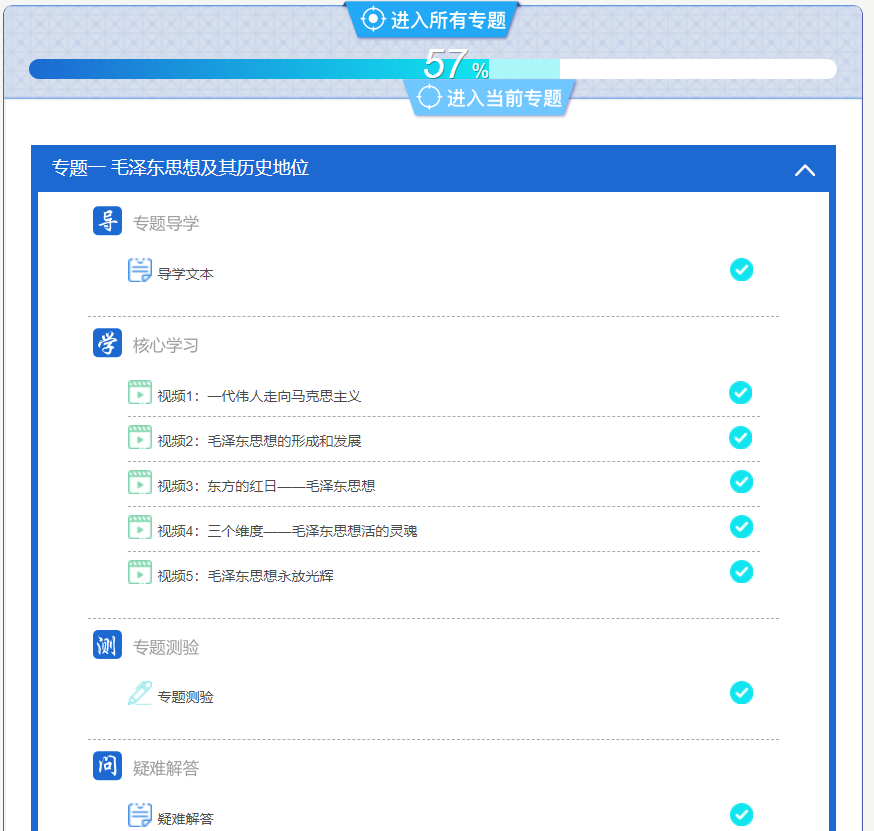 进入所有专题
57 %
进入当前专题
专题一 毛泽东思想及其历史地位
导 专题导学
导学文本
学 核心学习
视频1：一代伟人走向马克思主义
视频2：毛泽东思想的形成和发展
视频3：东方的红日——毛泽东思想
视频4：三个维度——毛泽东思想活的灵魂
视频5：毛泽东思想永放光辉
测 专题测验
专题测验
问 疑难解答
疑难解答